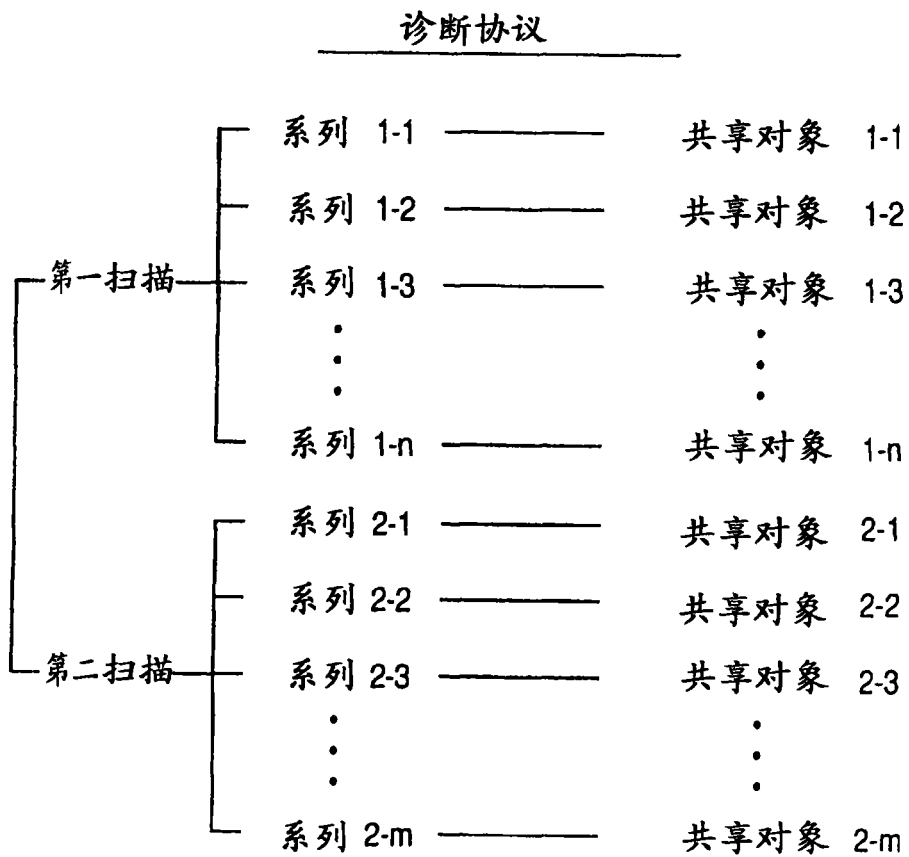 诊断协议
系列 1-1 共享对象 1-1
系列 1-2 共享对象 1-2
第一扫描 系列 1-3 共享对象 1-3
系列 1-n 共享对象 1-n
系列 2-1 共享对象 2-1
系列 2-2 共享对象 2-2
第二扫描 系列 2-3 共享对象 2-3
系列 2-m 共享对象 2-m